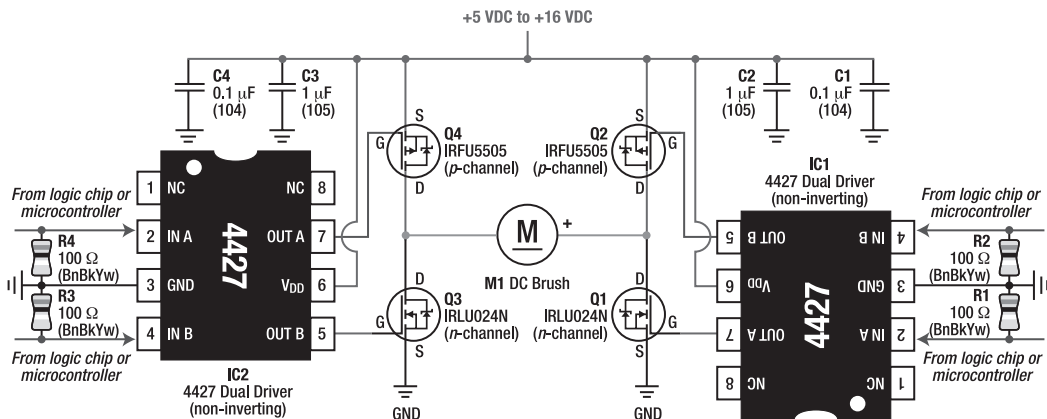 +5 VDC to +16 VDC
C4
0.1 µF
(104)
C3
1 µF
(105)
C2
1 µF
(105)
C1
0.1 µF
(104)
S
G
D
Q4
IRFU5505
(p-channel)
S
G
D
Q2
IRFU5505
(p-channel)
From logic chip or
microcontroller
R4
100 Ω
(BnBkYw)
R3
100 Ω
(BnBkYw)
From logic chip or
microcontroller
1 NC
NC 8
2 IN A
OUT A 7
3 GND
VDD 6
4 IN B
OUT B 5
4427
IC2
4427 Dual Driver
(non-inverting)
M
+
M1 DC Brush
D
G
S
Q3
IRLU024N
(n-channel)
GND
D
G
S
Q1
IRLU024N
(n-channel)
GND
IC1
4427 Dual Driver
(non-inverting)
5 OUT B
IN B 4
6 VDD
GND 3
7 OUT A
IN A 2
8 NC
NC 1
4427
From logic chip or
microcontroller
R2
100 Ω
(BnBkYw)
R1
100 Ω
(BnBkYw)
From logic chip or
microcontroller